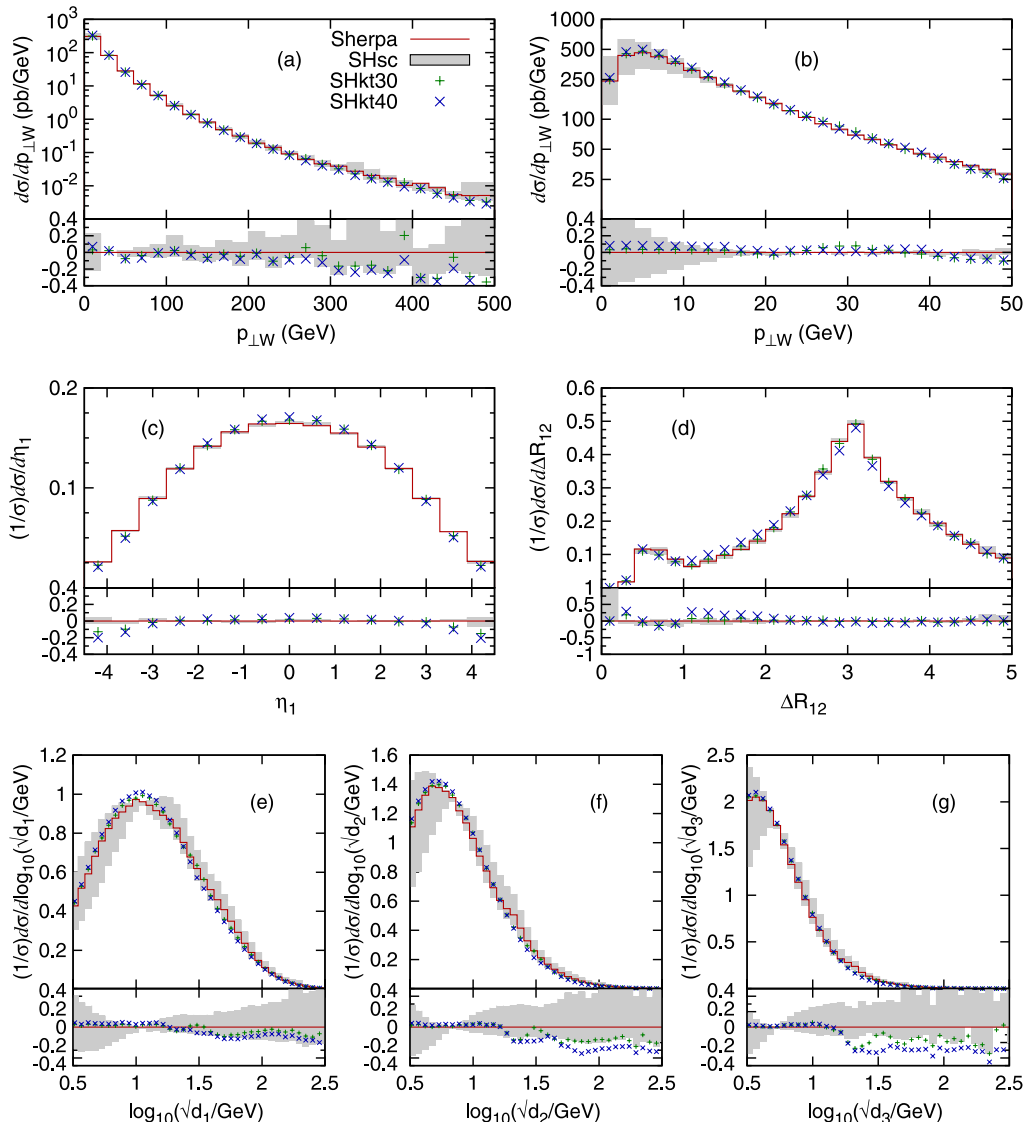 (a)
Sherpa
SHsc
SHkt30
SHkt40
dσ/dp⊥W (pb/GeV)
10³
10²
10¹
10⁰
10⁻¹
10⁻²
0.4
0.2
0
-0.2
-0.4
0 100 200 300 400 500
p⊥W (GeV)
(b)
dσ/dp⊥W (pb/GeV)
1000
500
250
100
50
25
0.4
0.2
0
-0.2
-0.4
0 10 20 30 40 50
p⊥W (GeV)
(c)
(1/σ)dσ/dη₁
0.2
0.1
0.4
0.2
0
-0.2
-0.4
-4 -3 -2 -1 0 1 2 3 4
η₁
(d)
(1/σ)dσ/dΔR₁₂
0.6
0.5
0.4
0.3
0.2
0.1
1
0.5
0
-0.5
-1
0 1 2 3 4 5
ΔR₁₂
(e)
(1/σ)dσ/dlog₁₀(√d₁/GeV)
1.2
1
0.8
0.6
0.4
0.2
0.4
0.2
0
-0.2
-0.4
0.5 1 1.5 2 2.5
log₁₀(√d₁/GeV)
(f)
(1/σ)dσ/dlog₁₀(√d₂/GeV)
1.6
1.4
1.2
1
0.8
0.6
0.4
0.2
0.4
0.2
0
-0.2
-0.4
0.5 1 1.5 2 2.5
log₁₀(√d₂/GeV)
(g)
(1/σ)dσ/dlog₁₀(√d₃/GeV)
2.5
2
1.5
1
0.5
0.4
0.2
0
-0.2
-0.4
0.5 1 1.5 2 2.5
log₁₀(√d₃/GeV)